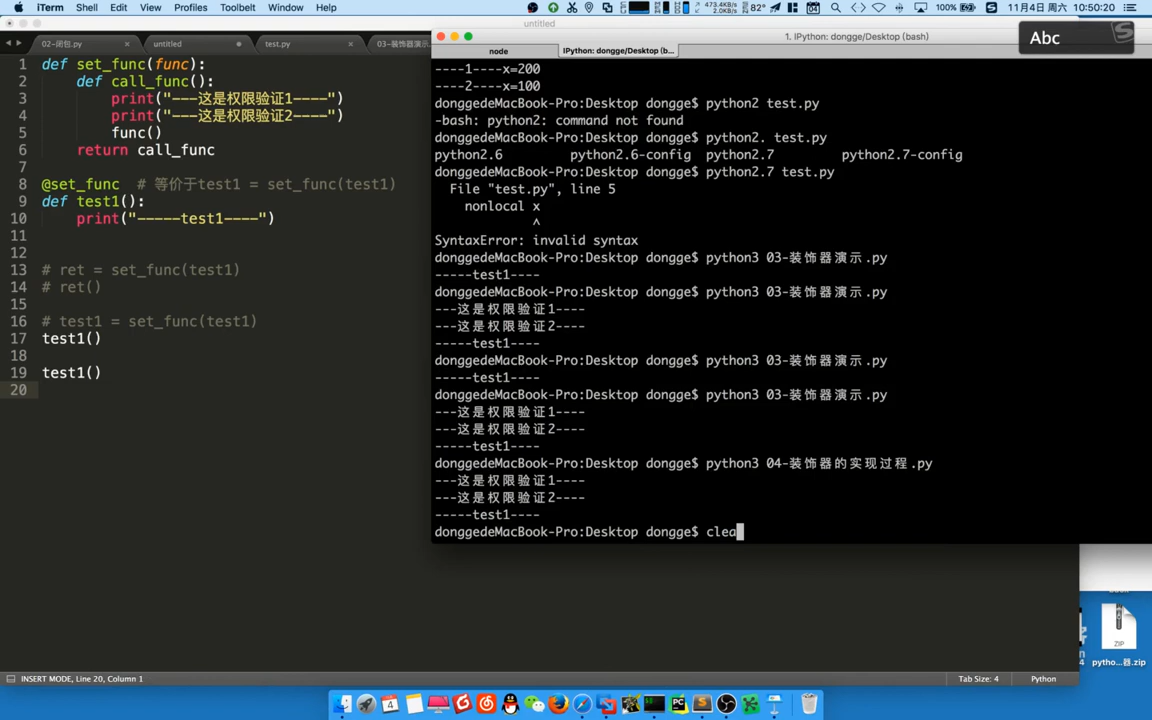 iTerm Shell Edit View Profiles Toolbelt Window Help 82° 100% 11月4日 周六 10:50:20
untitled
Abc
02-闭包.py untitled test.py 03-装饰器演示.
1. IPython: dongge/Desktop (bash)
node IPython: dongge/Desktop (b...
1 def set_func(func):
2 def call_func():
3 print("---这是权限验证1----")
4 print("---这是权限验证2----")
5 func()
6 return call_func
7
8 @set_func # 等价于test1 = set_func(test1)
9 def test1():
10 print("-----test1----")
11
12
13 # ret = set_func(test1)
14 # ret()
15
16 # test1 = set_func(test1)
17 test1()
18
19 test1()
20
----1----x=200
----2----x=100
donggedeMacBook-Pro:Desktop dongge$ python2 test.py
-bash: python2: command not found
donggedeMacBook-Pro:Desktop dongge$ python2. test.py
python2.6 python2.6-config python2.7 python2.7-config
donggedeMacBook-Pro:Desktop dongge$ python2.7 test.py
File "test.py", line 5
nonlocal x
^
SyntaxError: invalid syntax
donggedeMacBook-Pro:Desktop dongge$ python3 03-装饰器演示.py
-----test1----
donggedeMacBook-Pro:Desktop dongge$ python3 03-装饰器演示.py
---这是权限验证1----
---这是权限验证2----
-----test1----
donggedeMacBook-Pro:Desktop dongge$ python3 03-装饰器演示.py
-----test1----
donggedeMacBook-Pro:Desktop dongge$ python3 03-装饰器演示.py
---这是权限验证1----
---这是权限验证2----
-----test1----
donggedeMacBook-Pro:Desktop dongge$ python3 04-装饰器的实现过程.py
---这是权限验证1----
---这是权限验证2----
-----test1----
donggedeMacBook-Pro:Desktop dongge$ clea
ZIP
pytho...器.zip
INSERT MODE, Line 20, Column 1 Tab Size: 4 Python